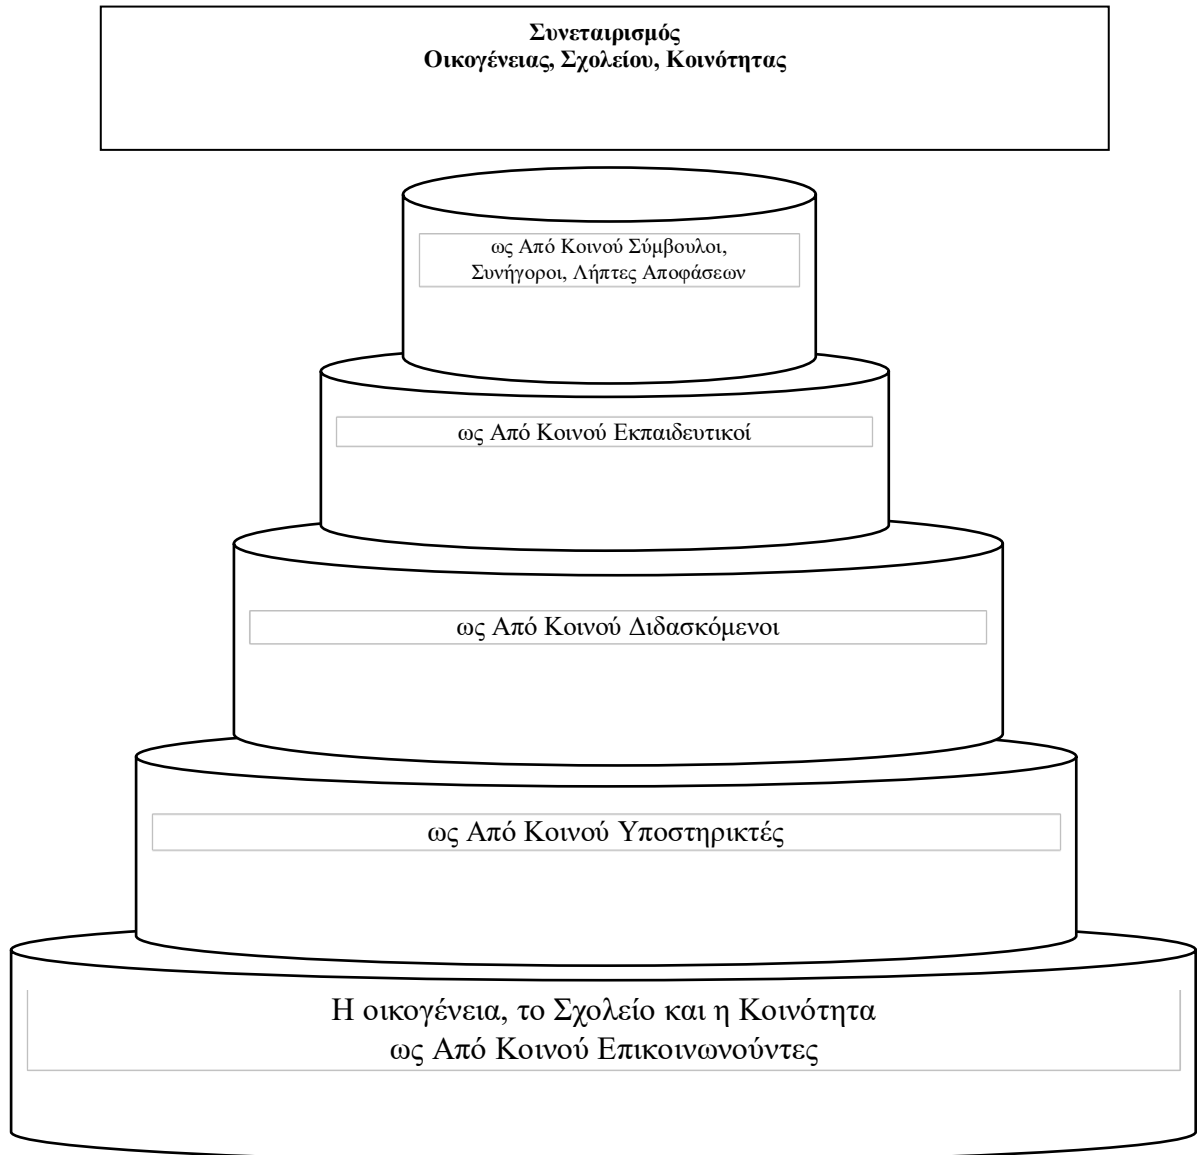 Συνεταιρισμός
Οικογένειας, Σχολείου, Κοινότητας
ως Από Κοινού Σύμβουλοι,
Συνήγοροι, Λήπτες Αποφάσεων
ως Από Κοινού Εκπαιδευτικοί
ως Από Κοινού Διδασκόμενοι
ως Από Κοινού Υποστηρικτές
Η οικογένεια, το Σχολείο και η Κοινότητα
ως Από Κοινού Επικοινωνούντες